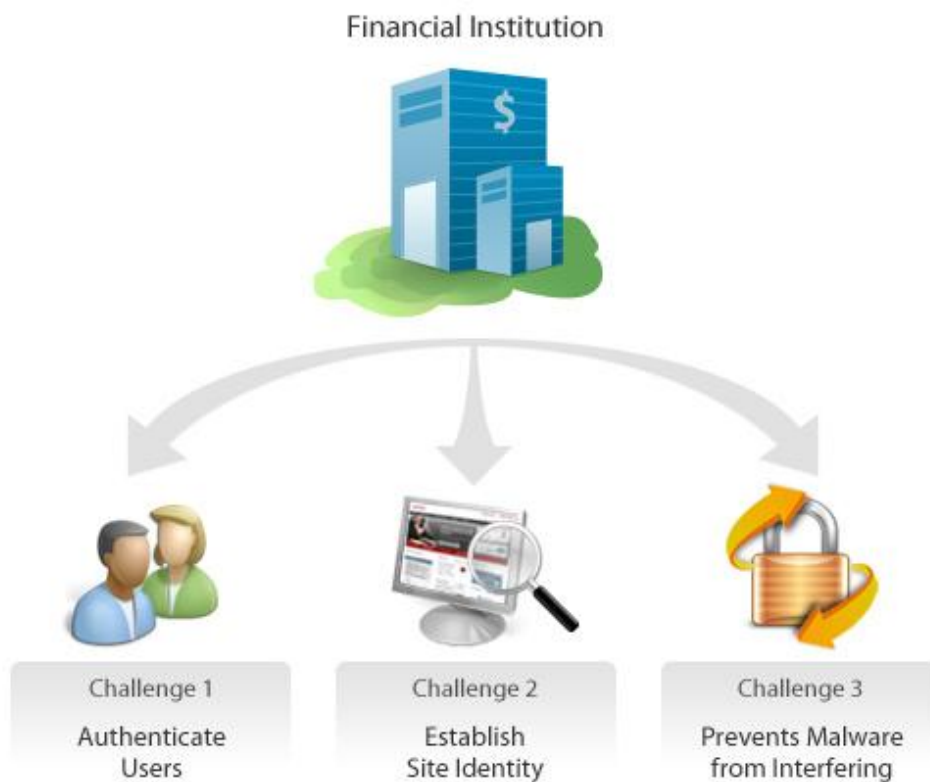 Financial Institution
$
Challenge 1
Challenge 2
Challenge 3
Authenticate
Users
Establish
Site Identity
Prevents Malware
from Interfering